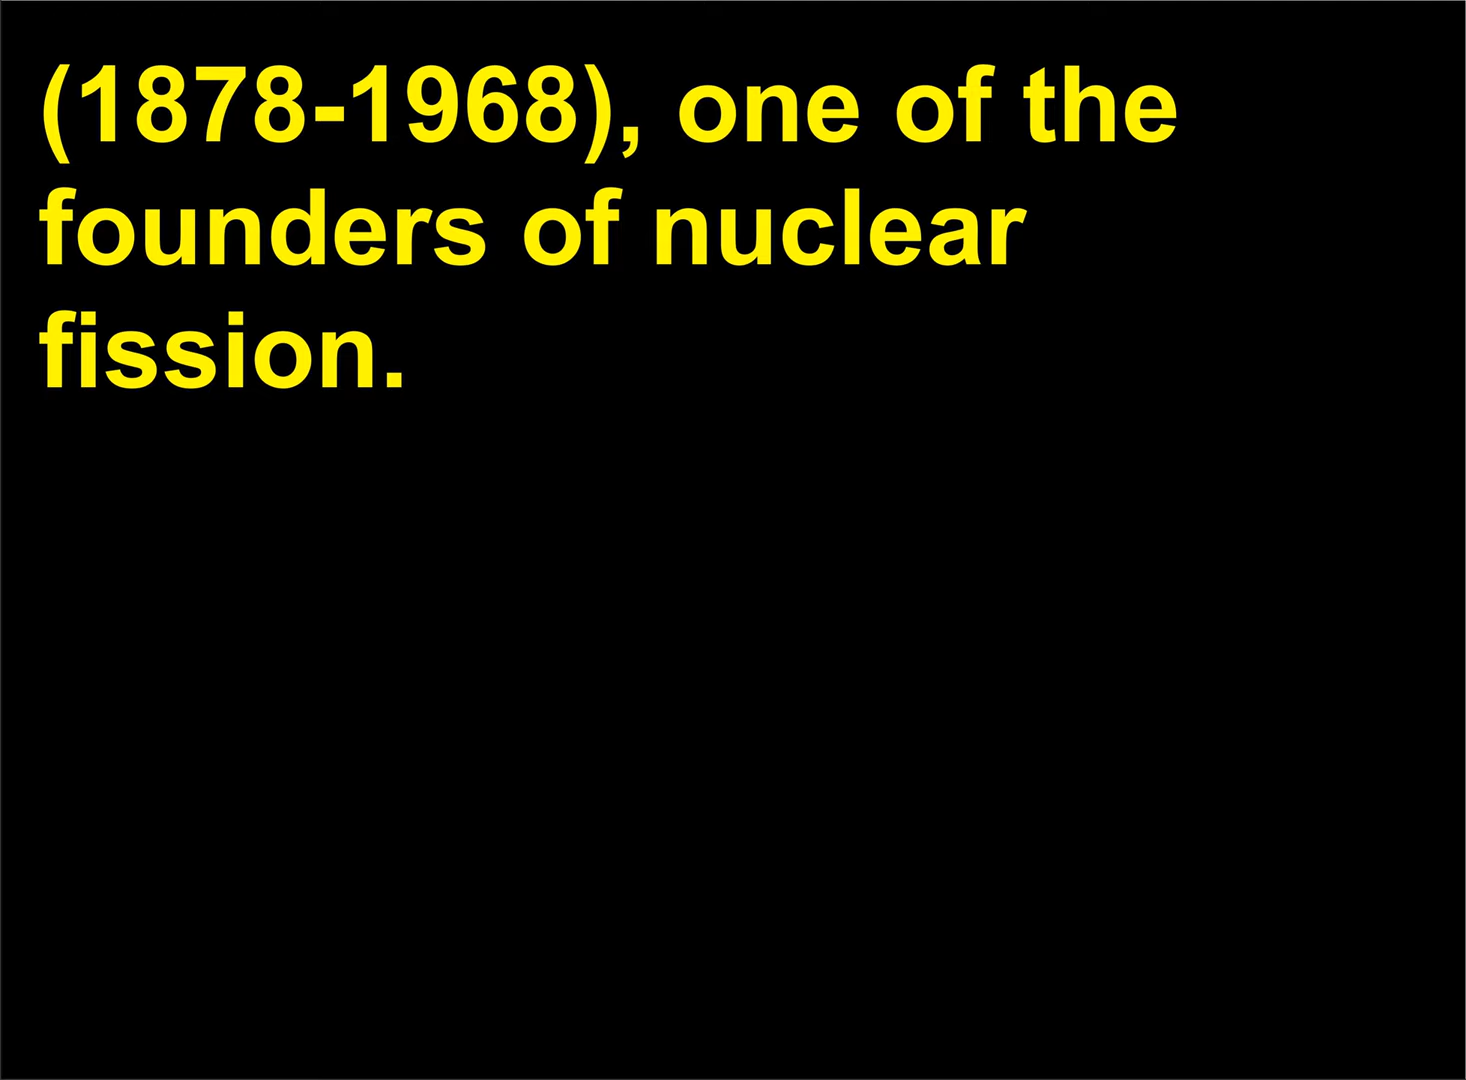 (1878-1968), one of the
founders of nuclear
fission.